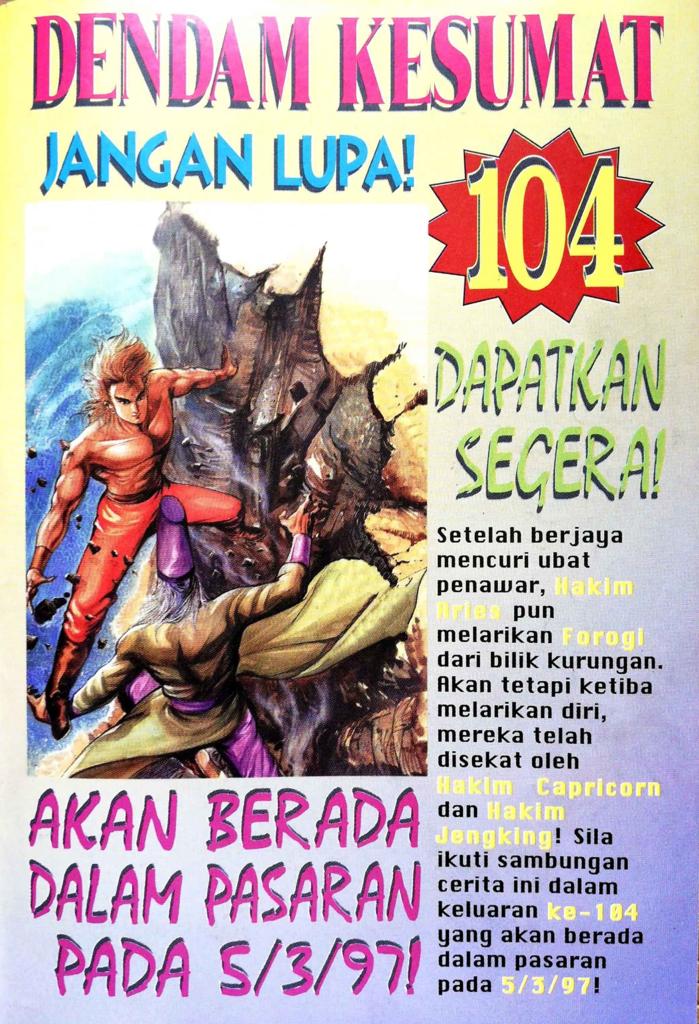 DENDAM KESUMAT
JANGAN LUPA!
104
DAPATKAN
SEGERA!
Setelah berjaya
mencuri ubat
penawar, Hakim
Aries pun
melarikan Forogi
dari bilik kurungan.
Akan tetapi ketiba
melarikan diri,
mereka telah
disekat oleh
Hakim Capricorn
dan Hakim
Jengking! Sila
ikuti sambungan
cerita ini dalam
keluaran ke-104
yang akan berada
dalam pasaran
pada 5/3/97!
AKAN BERADA
DALAM PASARAN
PADA 5/3/97!